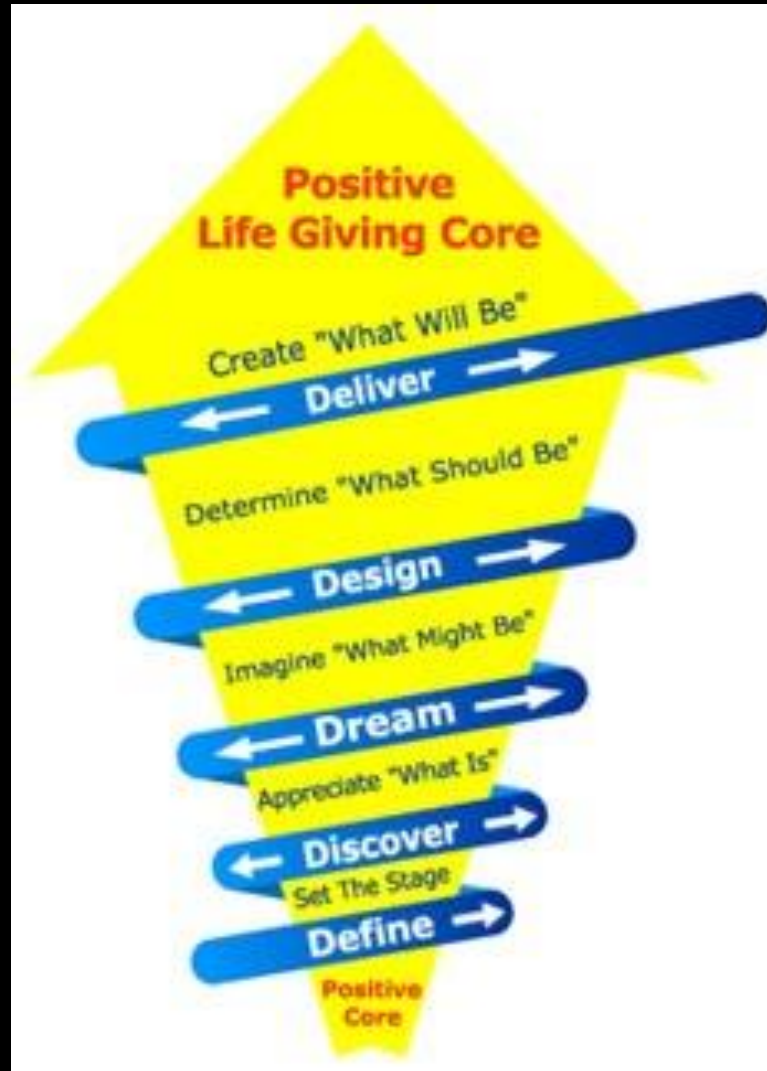 Positive
Life Giving Core
Create "What Will Be"
Deliver
Determine "What Should Be"
Design
Imagine "What Might Be"
Dream
Appreciate "What Is"
Discover
Set The Stage
Define
Positive
Core